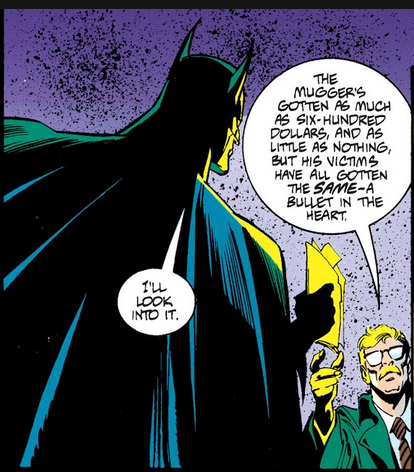 THE
MUGGER'S
GOTTEN AS MUCH
AS SIX-HUNDRED
DOLLARS, AND AS
LITTLE AS NOTHING,
BUT HIS VICTIMS
HAVE ALL GOTTEN
THE SAME–A
BULLET IN THE
HEART.
I'LL
LOOK
INTO IT.